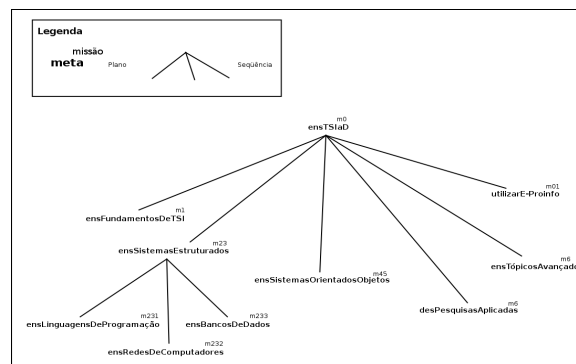 Legenda
missão
meta Plano Seqüência
m0
ensTSIaD
m01
utilizarE-Proinfo
m1
ensFundamentosDeTSI
m23
ensSistemasEstruturados
m6
ensTópicosAvançado
m45
ensSistemasOrientadosObjetos
m6
desPesquisasAplicadas
m231
ensLinguagensDeProgramação
m233
ensBancosDeDados
m232
ensRedesDeComputadores